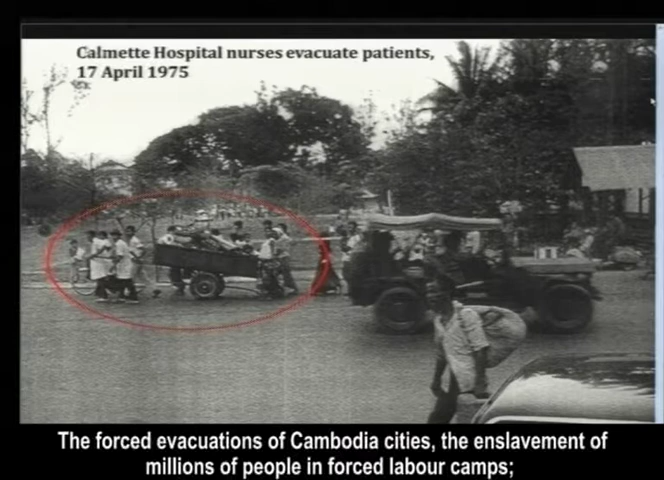 Calmette Hospital nurses evacuate patients,
17 April 1975
The forced evacuations of Cambodia cities, the enslavement of
millions of people in forced labour camps;